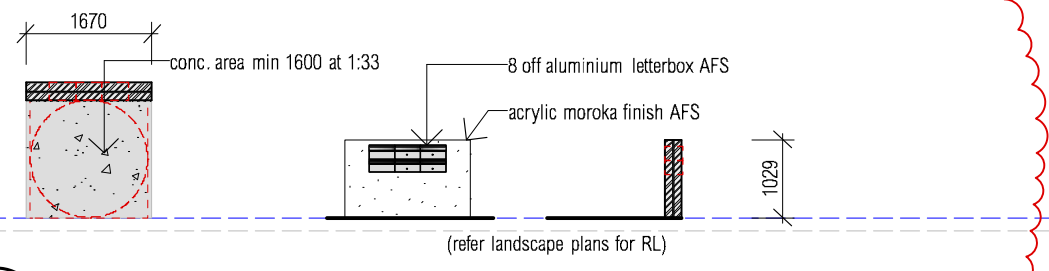 1670
conc. area min 1600 at 1:33
8 off aluminium letterbox AFS
acrylic moroka finish AFS
1029
(refer landscape plans for RL)